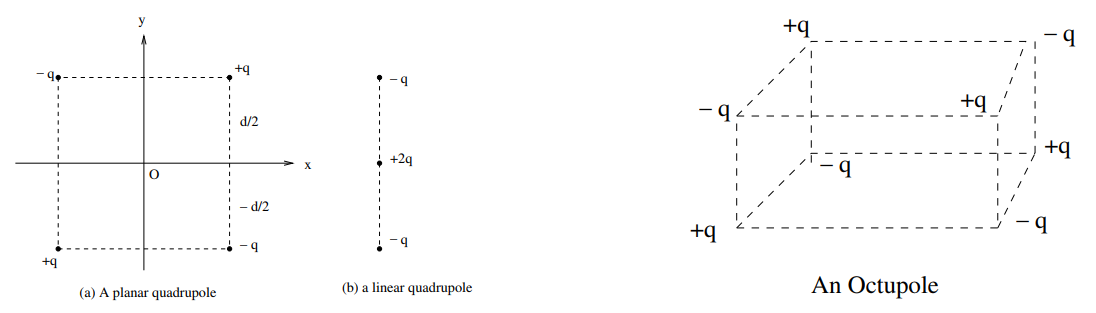 y
− q
+q
d/2
x
O
− d/2
− q
+q
(a) A planar quadrupole
− q
+2q
− q
(b) a linear quadrupole
+q
− q
− q
+q
+q
− q
+q
− q
An Octupole